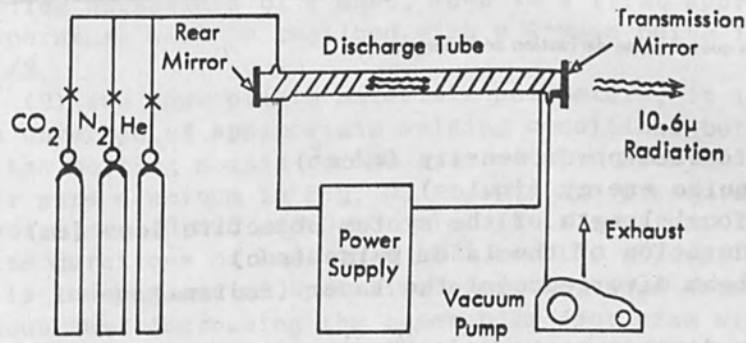 Rear
Mirror
Discharge Tube
Transmission
Mirror
CO₂ N₂ He
10.6μ
Radiation
Power
Supply
Exhaust
Vacuum
Pump